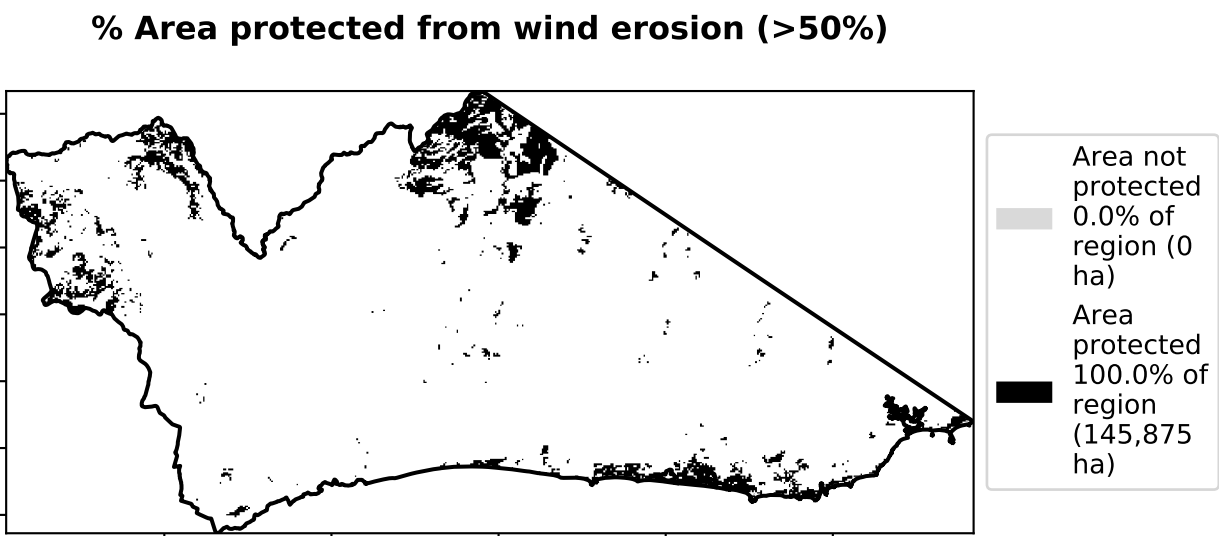 % Area protected from wind erosion (>50%)
Area not
protected
0.0% of
region (0
ha)
Area
protected
100.0% of
region
(145,875
ha)